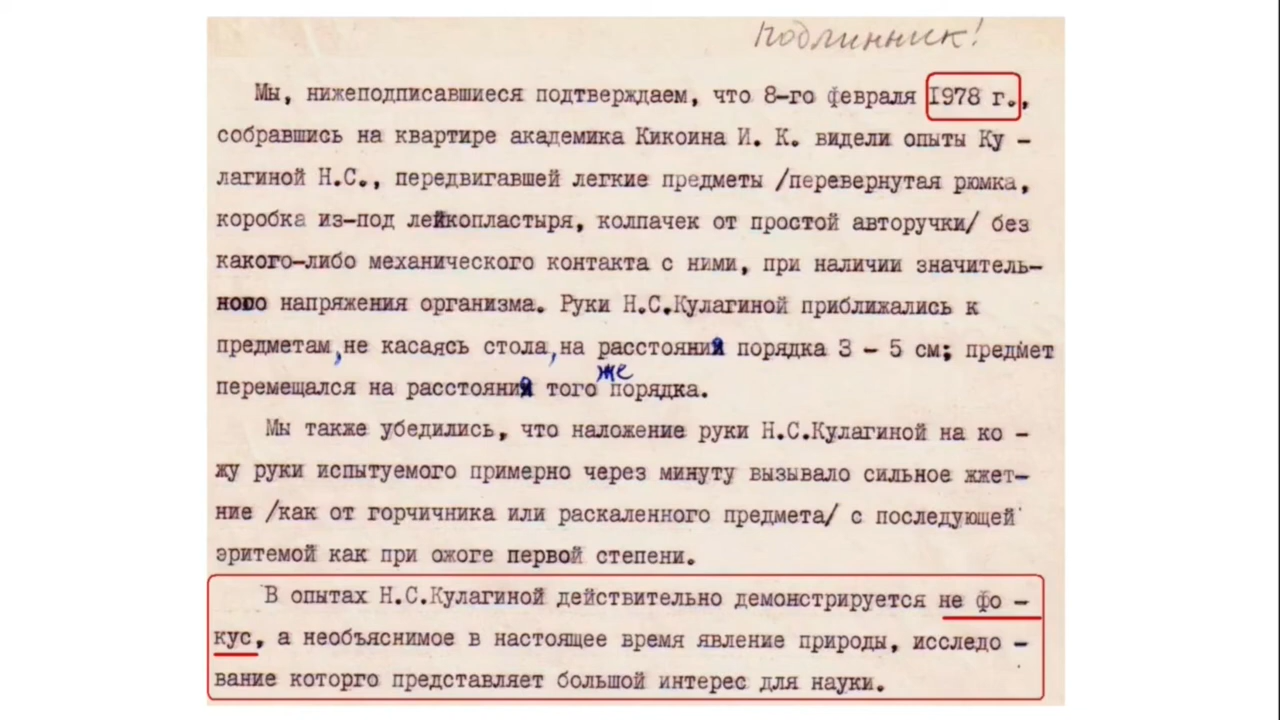 Подлинник!
Мы, нижеподписавшиеся подтверждаем, что 8-го февраля 1978 г.,
собравшись на квартире академика Кикоина И. К. видели опыты Ку -
лагиной Н.С., передвигавшей легкие предметы /перевернутая рюмка,
коробка из-под лейкопластыря, колпачек от простой авторучки/ без
какого-либо механического контакта с ними, при наличии значитель-
ного напряжения организма. Руки Н.С.Кулагиной приближались к
предметам, не касаясь стола, на расстояния порядка 3 - 5 см; предмет
перемещался на расстояния того же порядка.
Мы также убедились, что наложение руки Н.С.Кулагиной на ко -
жу руки испытуемого примерно через минуту вызывало сильное жжет-
ние /как от горчичника или раскаленного предмета/ с последующей
эритемой как при ожоге первой степени.
В опытах Н.С.Кулагиной действительно демонстрируется не фо -
кус, а необъяснимое в настоящее время явление природы, исследо -
вание которго представляет большой интерес для науки.